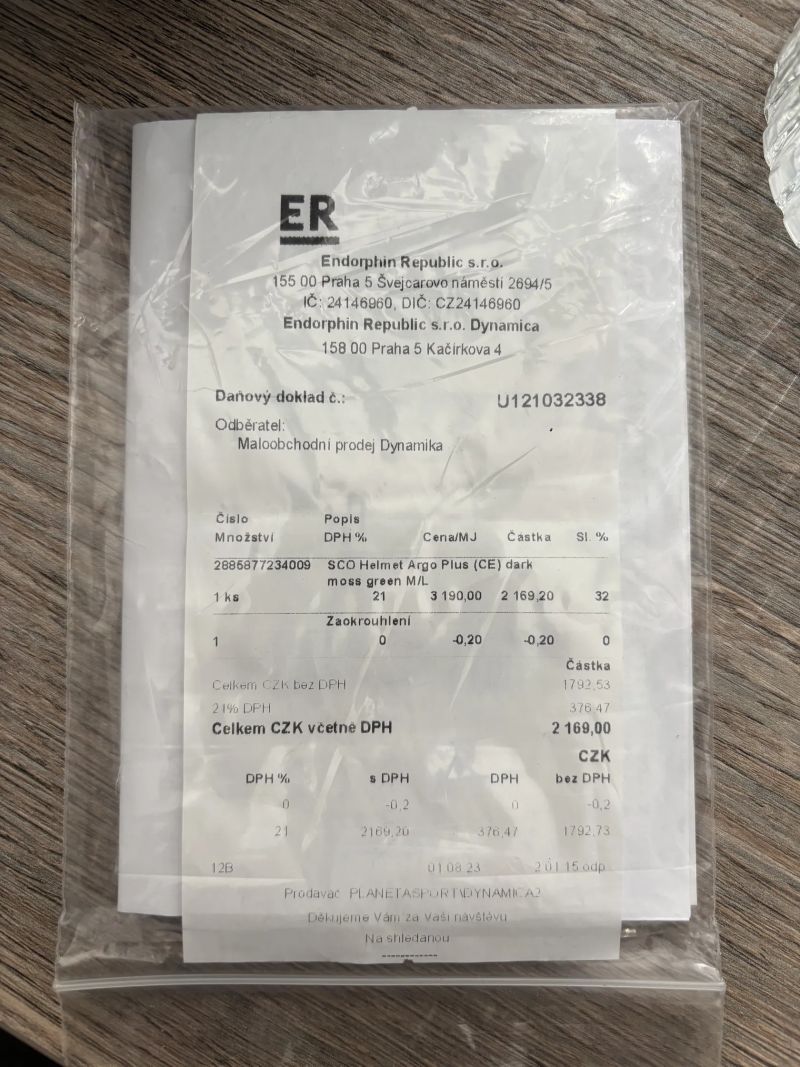 ER
Endorphin Republic s.r.o.
155 00 Praha 5 Švejcarovo náměstí 2694/5
IČ: 24146960, DIČ: CZ24146960
Endorphin Republic s.r.o. Dynamica
158 00 Praha 5 Kačírkova 4
Daňový doklad č.: U121032338
Odběratel:
Maloobchodní prodej Dynamika
Číslo Popis
Množství DPH % Cena/MJ Částka Sl. %
2885877234009 SCO Helmet Argo Plus (CE) dark
moss green M/L
1 ks 21 3 190,00 2 169,20 32
Zaokrouhlení
1 0 -0,20 -0,20 0
Částka
Celkem CZK bez DPH 1792,53
21% DPH 376,47
Celkem CZK včetně DPH 2 169,00
CZK
DPH % s DPH DPH bez DPH
0 -0,2 0 -0,2
21 2169,20 376,47 1792,73
12B 01.08.23 2:01:15 odp.
Prodavač PLANETASPORT\DYNAMICA2
Děkujeme Vám za Vaši návštěvu
Na shledanou